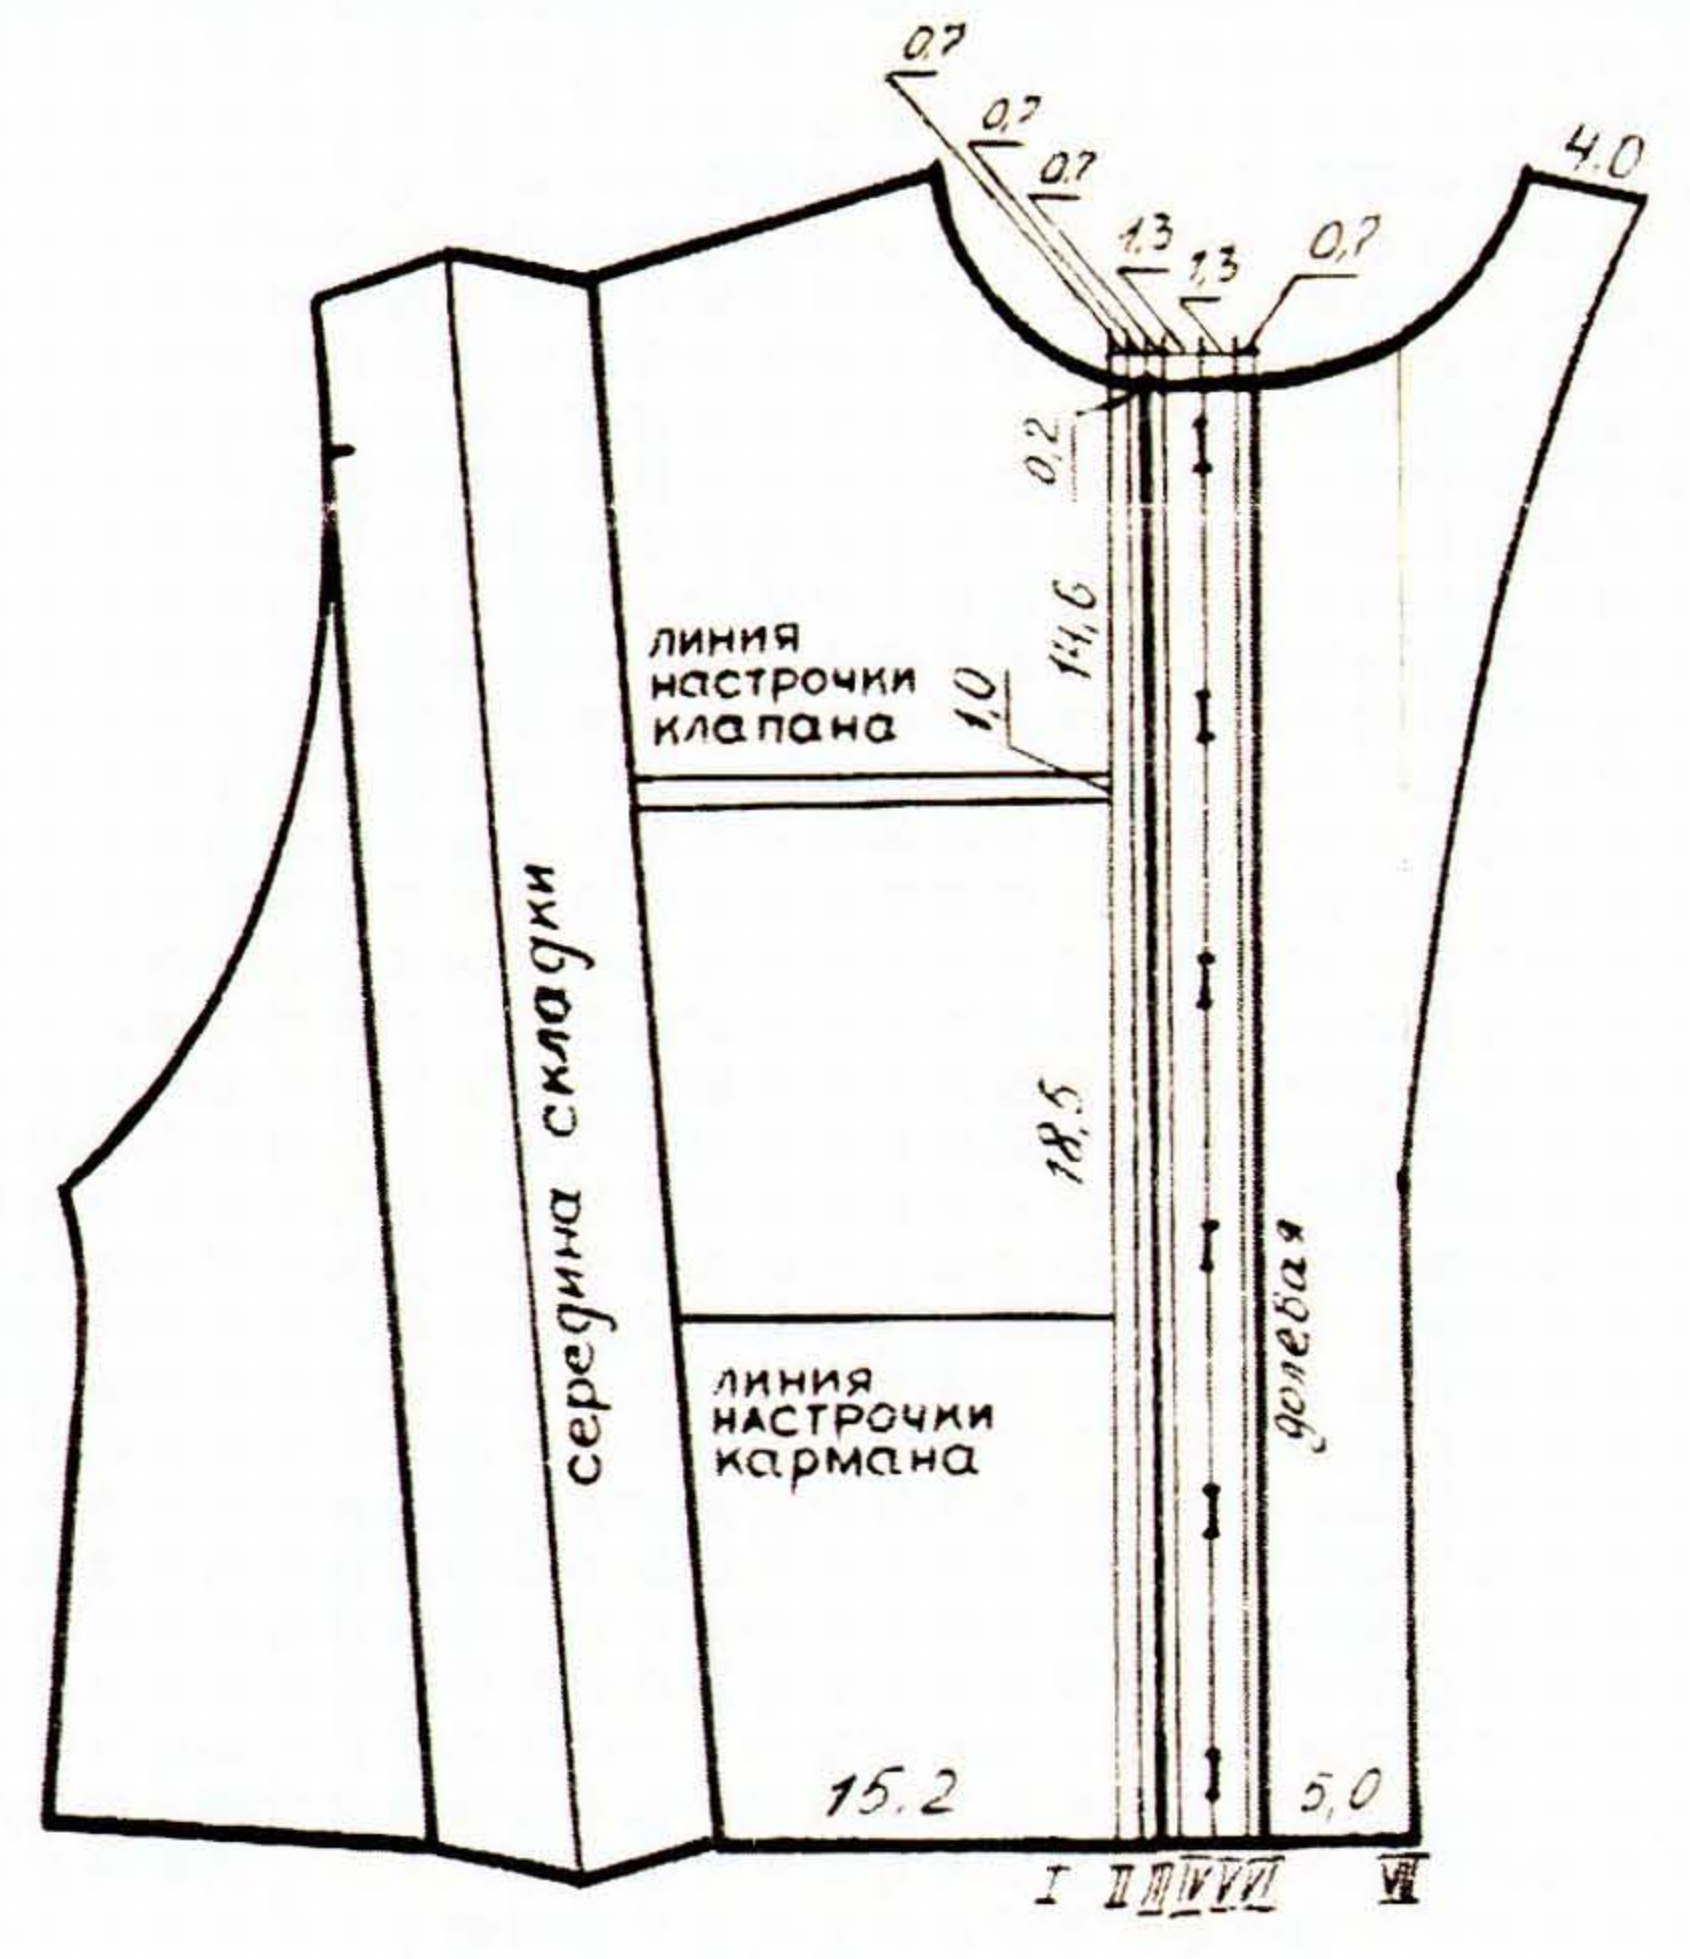 0,7
0,7
0,7
4.0
1,3
1,3
0,7
0,2
14,6
линия
настрочки
клапана
1,0
середина складки
18,5
долевая
линия
настрочки
кармана
15.2
5,0
I II III IV V VI VII